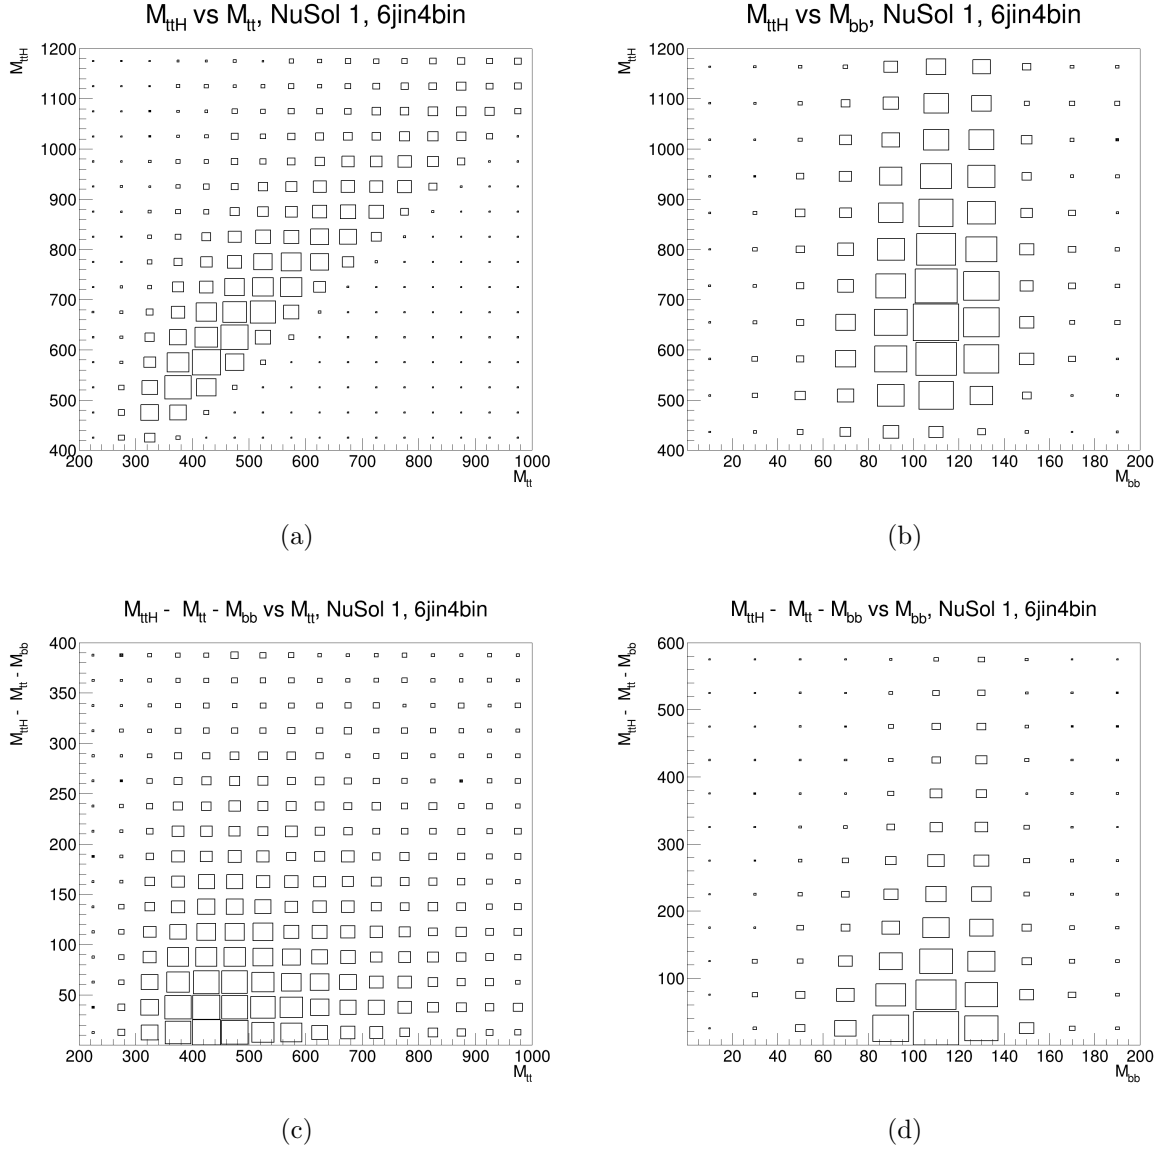 M_ttH vs M_tt, NuSol 1, 6jin4bin
M_ttH
1200
1100
1000
900
800
700
600
500
400
200 300 400 500 600 700 800 900 1000
M_tt
(a)
M_ttH vs M_bb, NuSol 1, 6jin4bin
M_ttH
1200
1100
1000
900
800
700
600
500
400
20 40 60 80 100 120 140 160 180 200
M_bb
(b)
M_ttH - M_tt - M_bb vs M_tt, NuSol 1, 6jin4bin
M_ttH - M_tt - M_bb
400
350
300
250
200
150
100
50
200 300 400 500 600 700 800 900 1000
M_tt
(c)
M_ttH - M_tt - M_bb vs M_bb, NuSol 1, 6jin4bin
M_ttH - M_tt - M_bb
600
500
400
300
200
100
20 40 60 80 100 120 140 160 180 200
M_bb
(d)